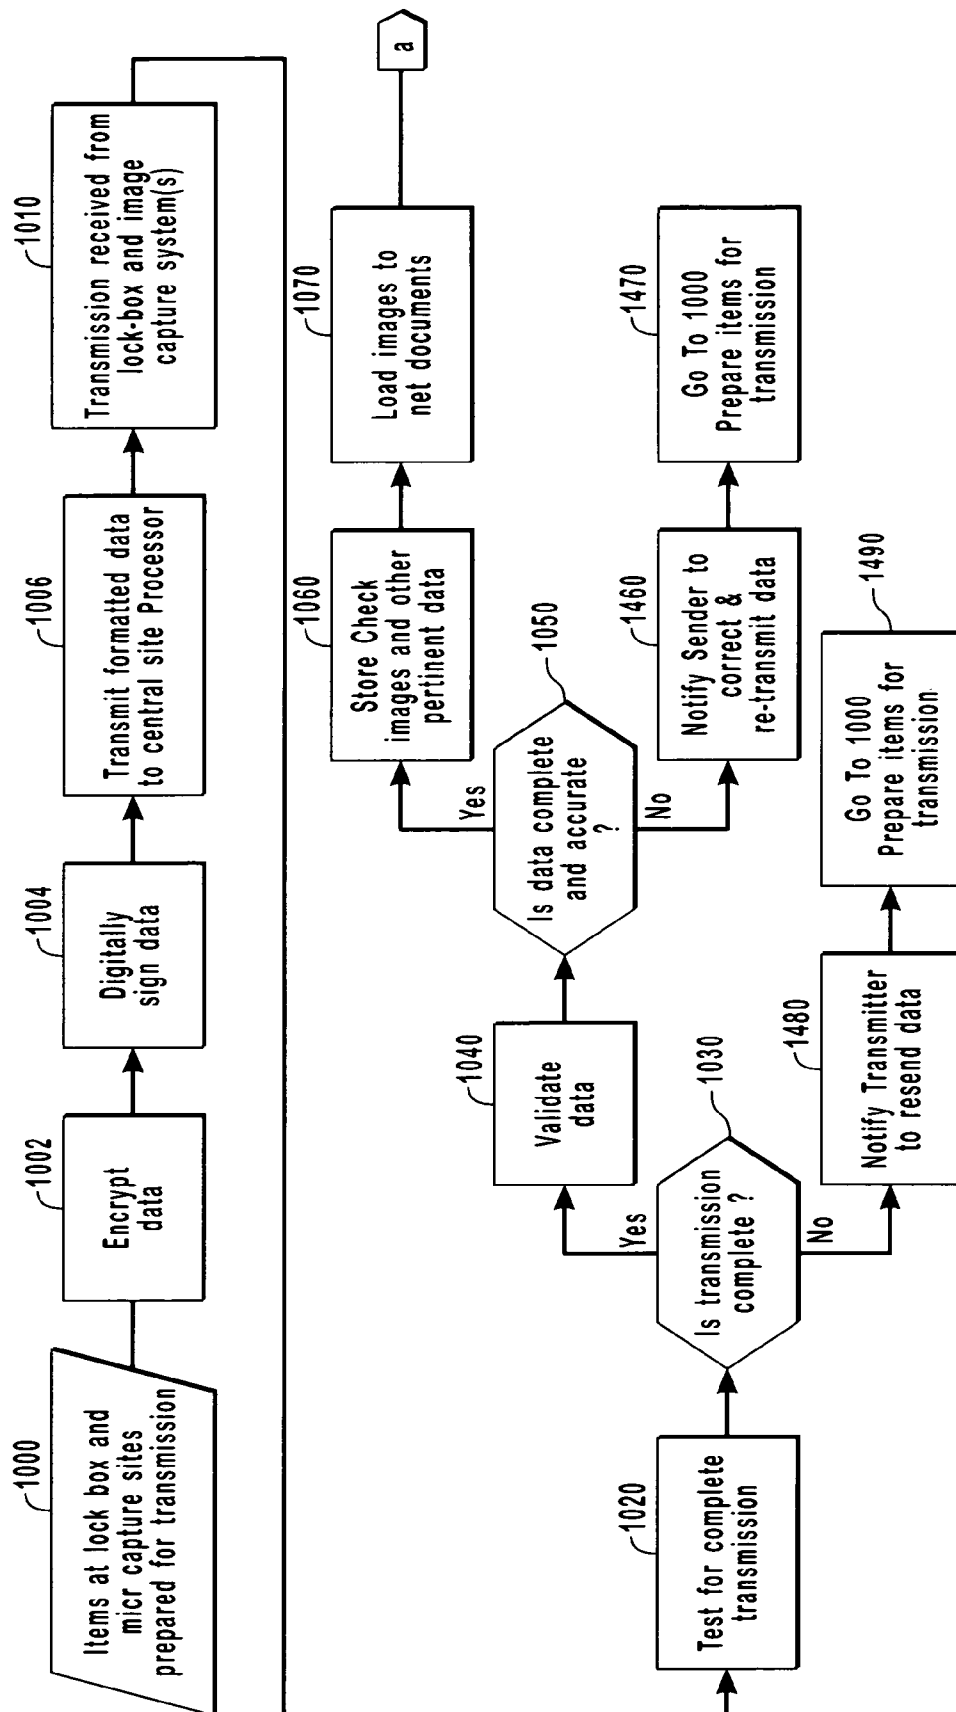 1000
Items at lock box and
micr capture sites
prepared for transmission
1002
Encrypt
data
1004
Digitally
sign data
1006
Transmit formatted data
to central site Processor
1010
Transmission received from
lock-box and image
capture system(s)
1020
Test for complete
transmission
1030
Is transmission
complete ?
Yes
No
1040
Validate
data
1050
Is data complete
and accurate
?
Yes
No
1060
Store Check
images and other
pertinent data
1070
Load images to
net documents
a
1460
Notify Sender to
correct &
re-transmit data
1470
Go To 1000
Prepare items for
transmission
1480
Notify Transmitter
to resend data
1490
Go To 1000
Prepare items for
transmission